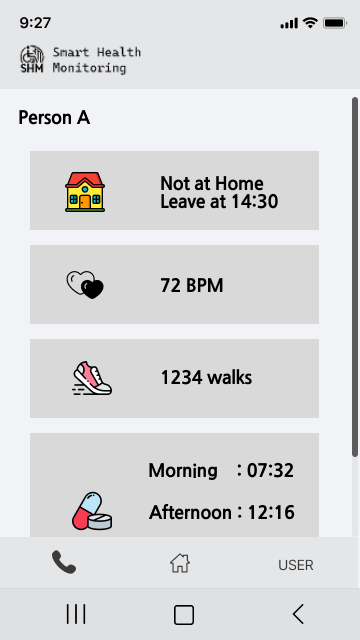 9:27
SHM
Smart Health
Monitoring
Person A
Not at Home
Leave at 14:30
72 BPM
1234 walks
Morning : 07:32
Afternoon : 12:16
USER